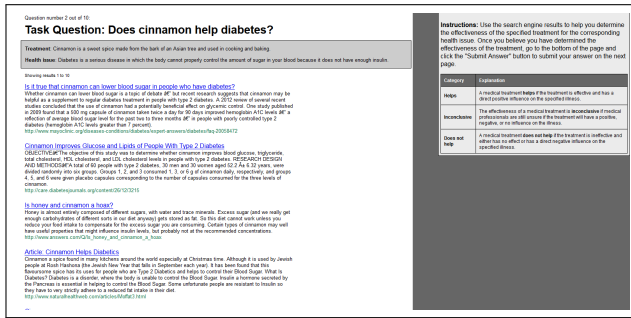 Question number 2 out of 10
Task Question: Does cinnamon help diabetes?
Treatment: Cinnamon is a sweet spice made from the bark of an Asian tree and used in cooking and baking.
Health issue: Diabetes is a serious disease in which the body cannot properly control the amount of sugar in your blood because it does not have enough insulin.
Showing results 1 to 10
Is it true that cinnamon can lower blood sugar in people who have diabetes?
Whether cinnamon can lower blood sugar is a topic of debate â€" but recent research suggests that cinnamon may be
helpful as a supplement to regular diabetes treatment in people with type 2 diabetes. A 2012 review of several recent
studies concluded that the use of cinnamon had a potentially beneficial effect on glycemic control. One study published
in 2009 found that a 500 mg capsule of cinnamon taken twice a day for 90 days improved hemoglobin A1C levels â€" a
reflection of average blood sugar level for the past two to three months â€" in people with poorly controlled type 2
diabetes (hemoglobin A1C levels greater than 7 percent).
http://www.mayoclinic.org/diseases-conditions/diabetes/expert-answers/diabetes/faq-20058472
Cinnamon Improves Glucose and Lipids of People With Type 2 Diabetes
OBJECTIVEâ€"The objective of this study was to determine whether cinnamon improves blood glucose, triglyceride,
total cholesterol, HDL cholesterol, and LDL cholesterol levels in people with type 2 diabetes. RESEARCH DESIGN
AND METHODSâ€"A total of 60 people with type 2 diabetes, 30 men and 30 women aged 52.2 Â± 6.32 years, were
divided randomly into six groups. Groups 1, 2, and 3 consumed 1, 3, or 6 g of cinnamon daily, respectively, and groups
4, 5, and 6 were given placebo capsules corresponding to the number of capsules consumed for the three levels of
cinnamon.
http://care.diabetesjournals.org/content/26/12/3215
Is honey and cinnamon a hoax?
Honey is almost entirely composed of different sugars, with water and trace minerals. Excess sugar (and we really get
enough carbohydrates of different sorts in our diet anyway) gets stored as fat. So this diet cannot work unless you
reduce your food intake to compensate for the excess sugar you are consuming. Certain types of cinnamon may well
have useful properties that might influence insulin levels, but probably not at the recommended concentrations.
http://www.answers.com/Q/Is_honey_and_cinnamon_a_hoax
Article: Cinnamon Helps Diabetics
Cinnamon a spice found in many kitchens around the world especially at Christmas time. Although it is used by Jewish
people at Rosh Hashona (the Jewish New Year that falls in September each year). It has been found that this
flavoursome spice has its uses for people who are Type 2 Diabetics and helps to control their Blood Sugar. What Is
Diabetes? Diabetes is a disorder, where the body is unable to control the Blood Sugar. Insulin a hormone secreted by
the Pancreas is essential in helping to control the Blood Sugar. Some unfortunate people are resistant to Insulin so
they have to very strictly adhere to a reduced fat intake in their diet.
http://www.naturalhealthweb.com/articles/Moffat3.html
Instructions: Use the search engine results to help you determine
the effectiveness of the specified treatment for the corresponding
health issue. Once you believe you have determined the
effectiveness of the treatment, go to the bottom of the page and
click the "Submit Answer" button to submit your answer on the next
page.
Category Explanation
Helps A medical treatment helps if the treatment is effective and has a
direct positive influence on the specified illness.
Inconclusive The effectiveness of a medical treatment is inconclusive if medical
professionals are still unsure if the treatment will have a positive,
negative, or no influence on the illness.
Does not
help
A medical treatment does not help if the treatment is ineffective and
either has no effect or has a direct negative influence on the
specified illness.